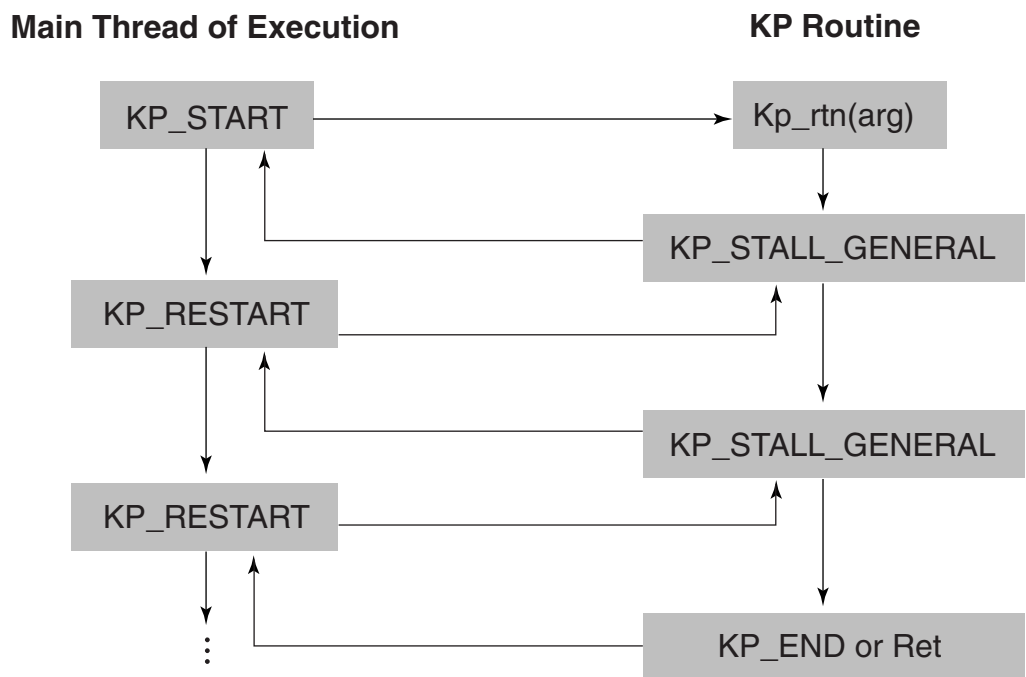 Main Thread of Execution
KP Routine
KP_START
Kp_rtn(arg)
KP_STALL_GENERAL
KP_RESTART
KP_STALL_GENERAL
KP_RESTART
KP_END or Ret